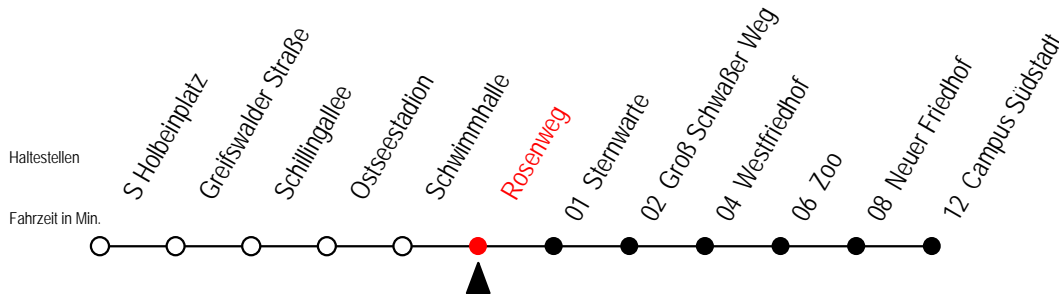 Haltestellen
Fahrzeit in Min.
S Holbeinplatz
Greifswalder Straße
Schillingallee
Ostseestadion
Schwimmhalle
Rosenweg
01 Sternwarte
02 Groß Schwaßer Weg
04 Westfriedhof
06 Zoo
08 Neuer Friedhof
12 Campus Südstadt